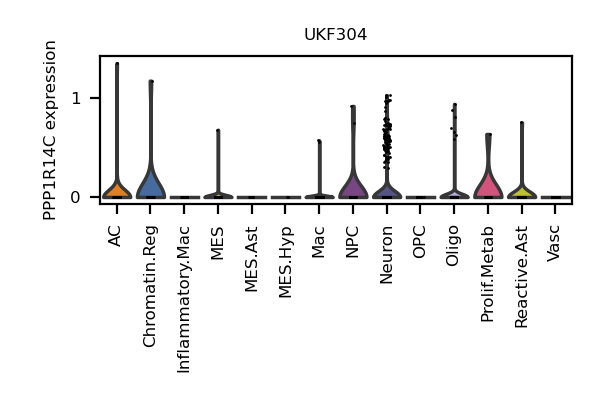 UKF304
PPP1R14C expression
1
0
AC
Chromatin.Reg
Inflammatory.Mac
MES
MES.Ast
MES.Hyp
Mac
NPC
Neuron
OPC
Oligo
Prolif.Metab
Reactive.Ast
Vasc